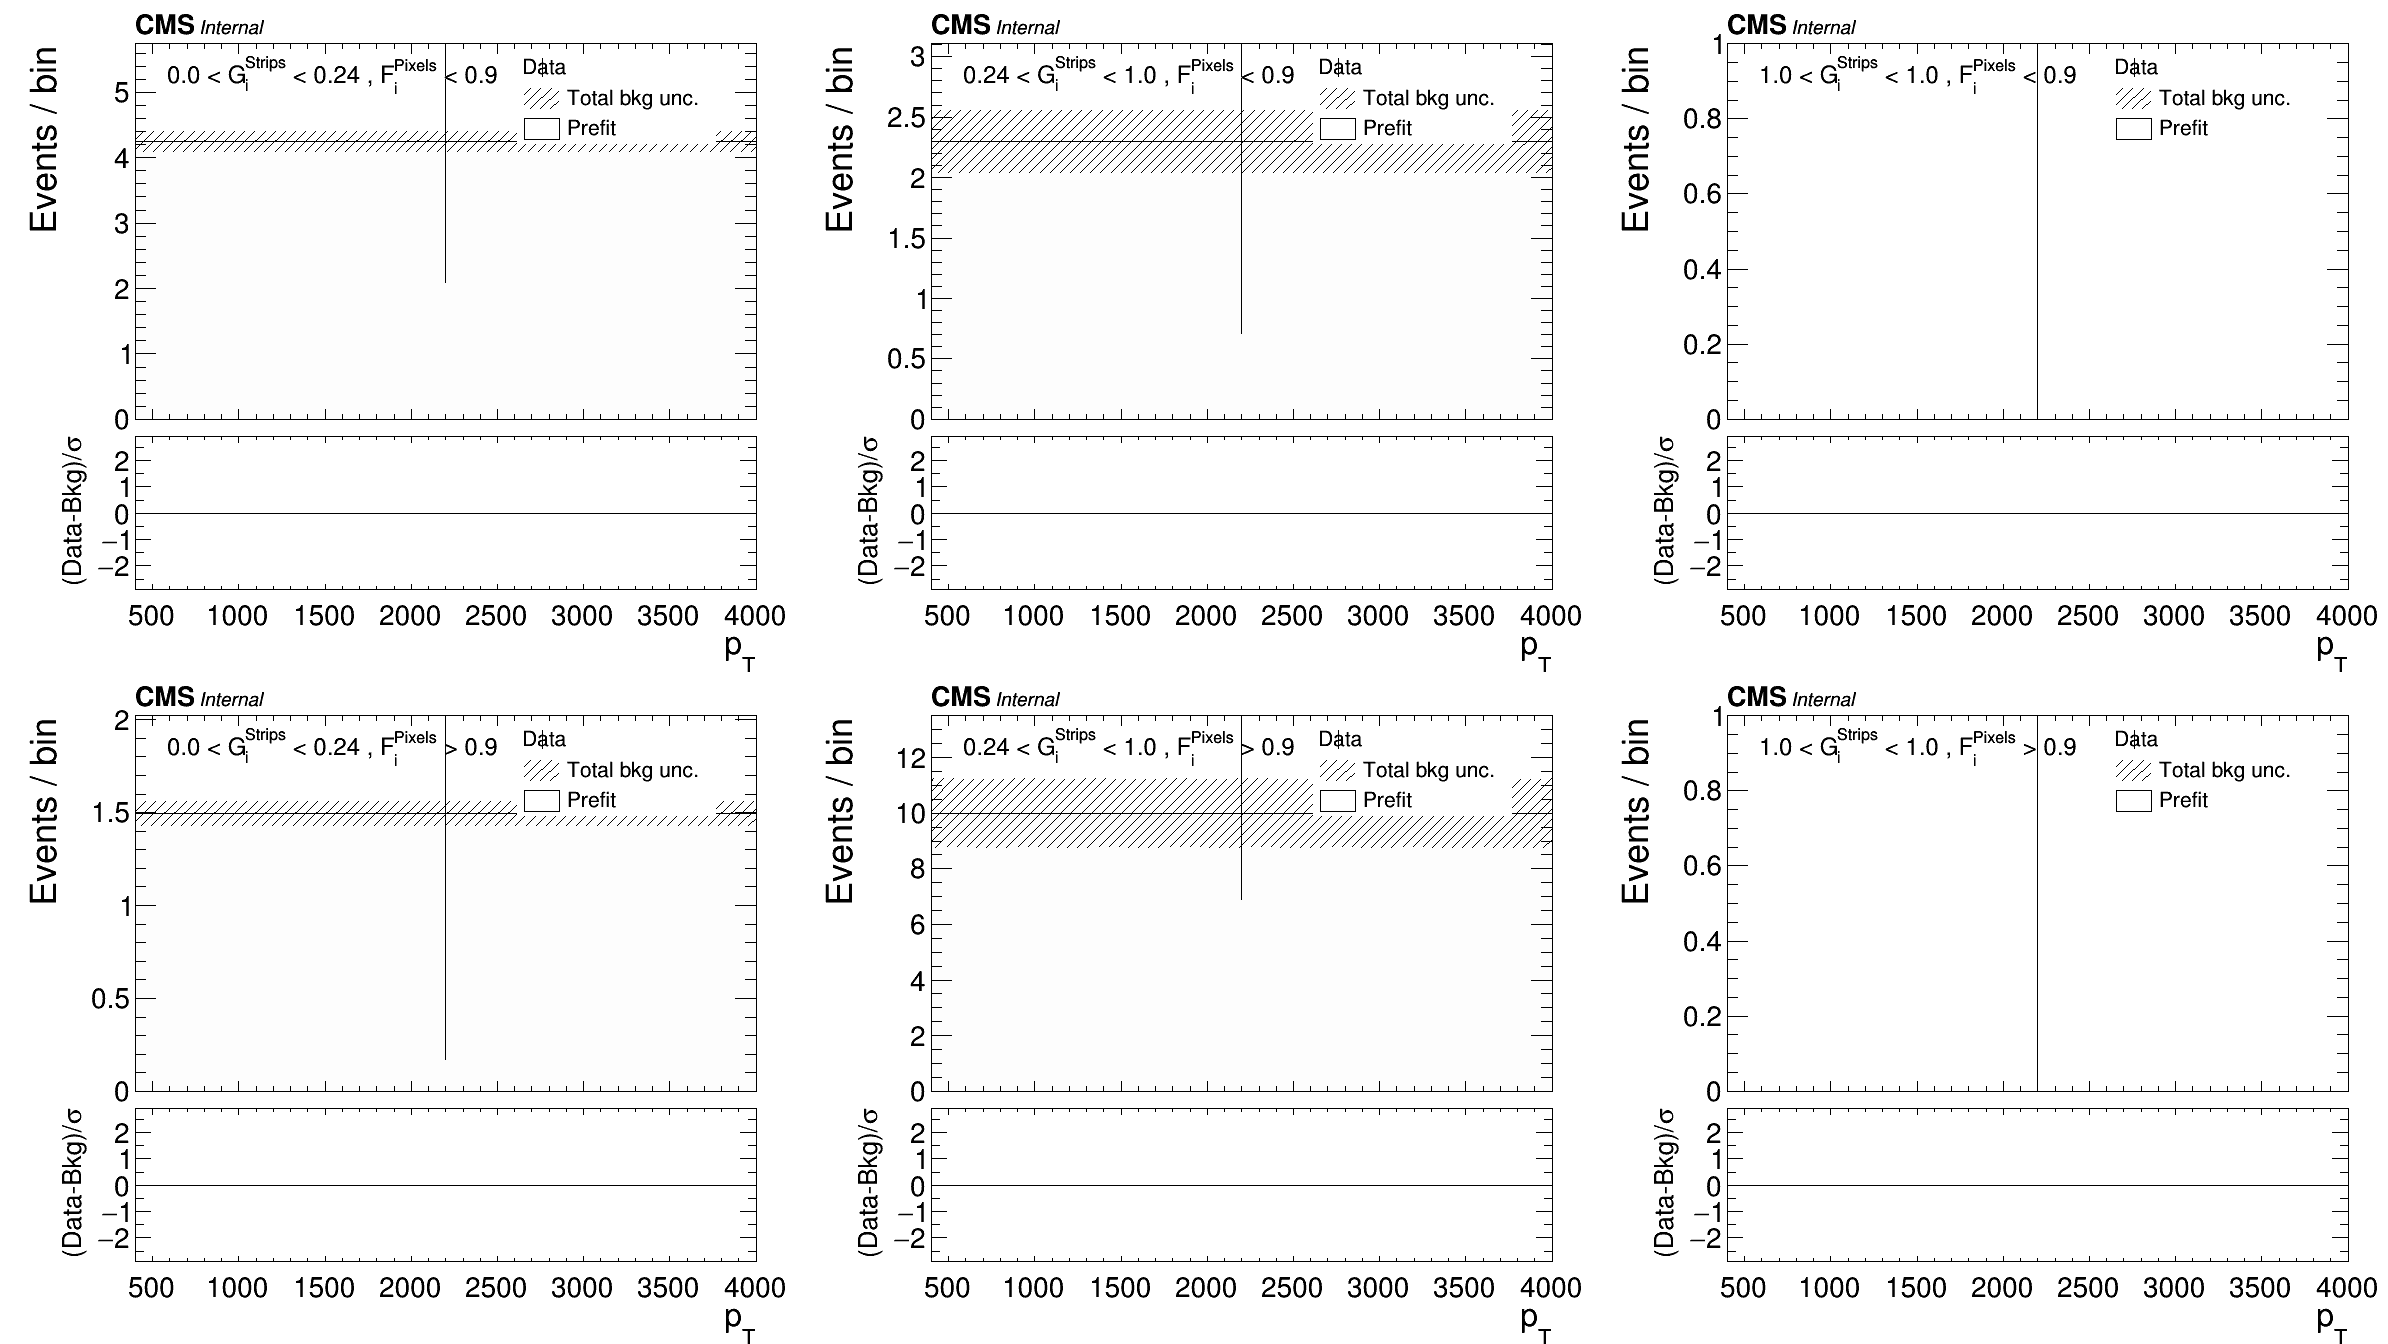 CMS Internal
Events / bin
0.0 < G_i^Strips < 0.24 , F_i^Pixels < 0.9
Data
Total bkg unc.
Prefit
5
4
3
2
1
0
(Data-Bkg)/σ
2
1
0
−1
−2
500 1000 1500 2000 2500 3000 3500 4000
p_T
CMS Internal
Events / bin
0.24 < G_i^Strips < 1.0 , F_i^Pixels < 0.9
Data
Total bkg unc.
Prefit
3
2.5
2
1.5
1
0.5
0
(Data-Bkg)/σ
2
1
0
−1
−2
500 1000 1500 2000 2500 3000 3500 4000
p_T
CMS Internal
Events / bin
1.0 < G_i^Strips < 1.0 , F_i^Pixels < 0.9
Data
Total bkg unc.
Prefit
1
0.8
0.6
0.4
0.2
0
(Data-Bkg)/σ
2
1
0
−1
−2
500 1000 1500 2000 2500 3000 3500 4000
p_T
CMS Internal
Events / bin
0.0 < G_i^Strips < 0.24 , F_i^Pixels > 0.9
Data
Total bkg unc.
Prefit
2
1.5
1
0.5
0
(Data-Bkg)/σ
2
1
0
−1
−2
500 1000 1500 2000 2500 3000 3500 4000
p_T
CMS Internal
Events / bin
0.24 < G_i^Strips < 1.0 , F_i^Pixels > 0.9
Data
Total bkg unc.
Prefit
12
10
8
6
4
2
0
(Data-Bkg)/σ
2
1
0
−1
−2
500 1000 1500 2000 2500 3000 3500 4000
p_T
CMS Internal
Events / bin
1.0 < G_i^Strips < 1.0 , F_i^Pixels > 0.9
Data
Total bkg unc.
Prefit
1
0.8
0.6
0.4
0.2
0
(Data-Bkg)/σ
2
1
0
−1
−2
500 1000 1500 2000 2500 3000 3500 4000
p_T